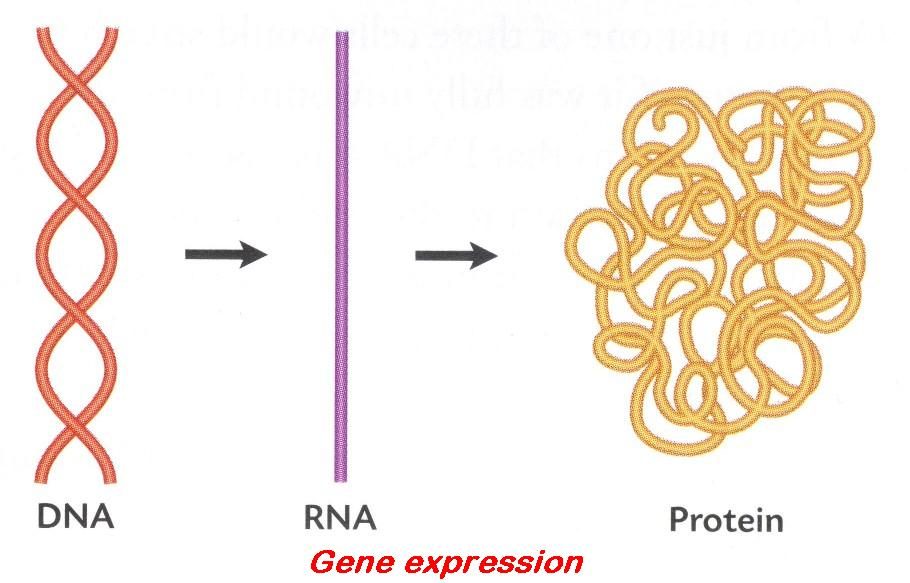 DNA
RNA
Protein
Gene expression